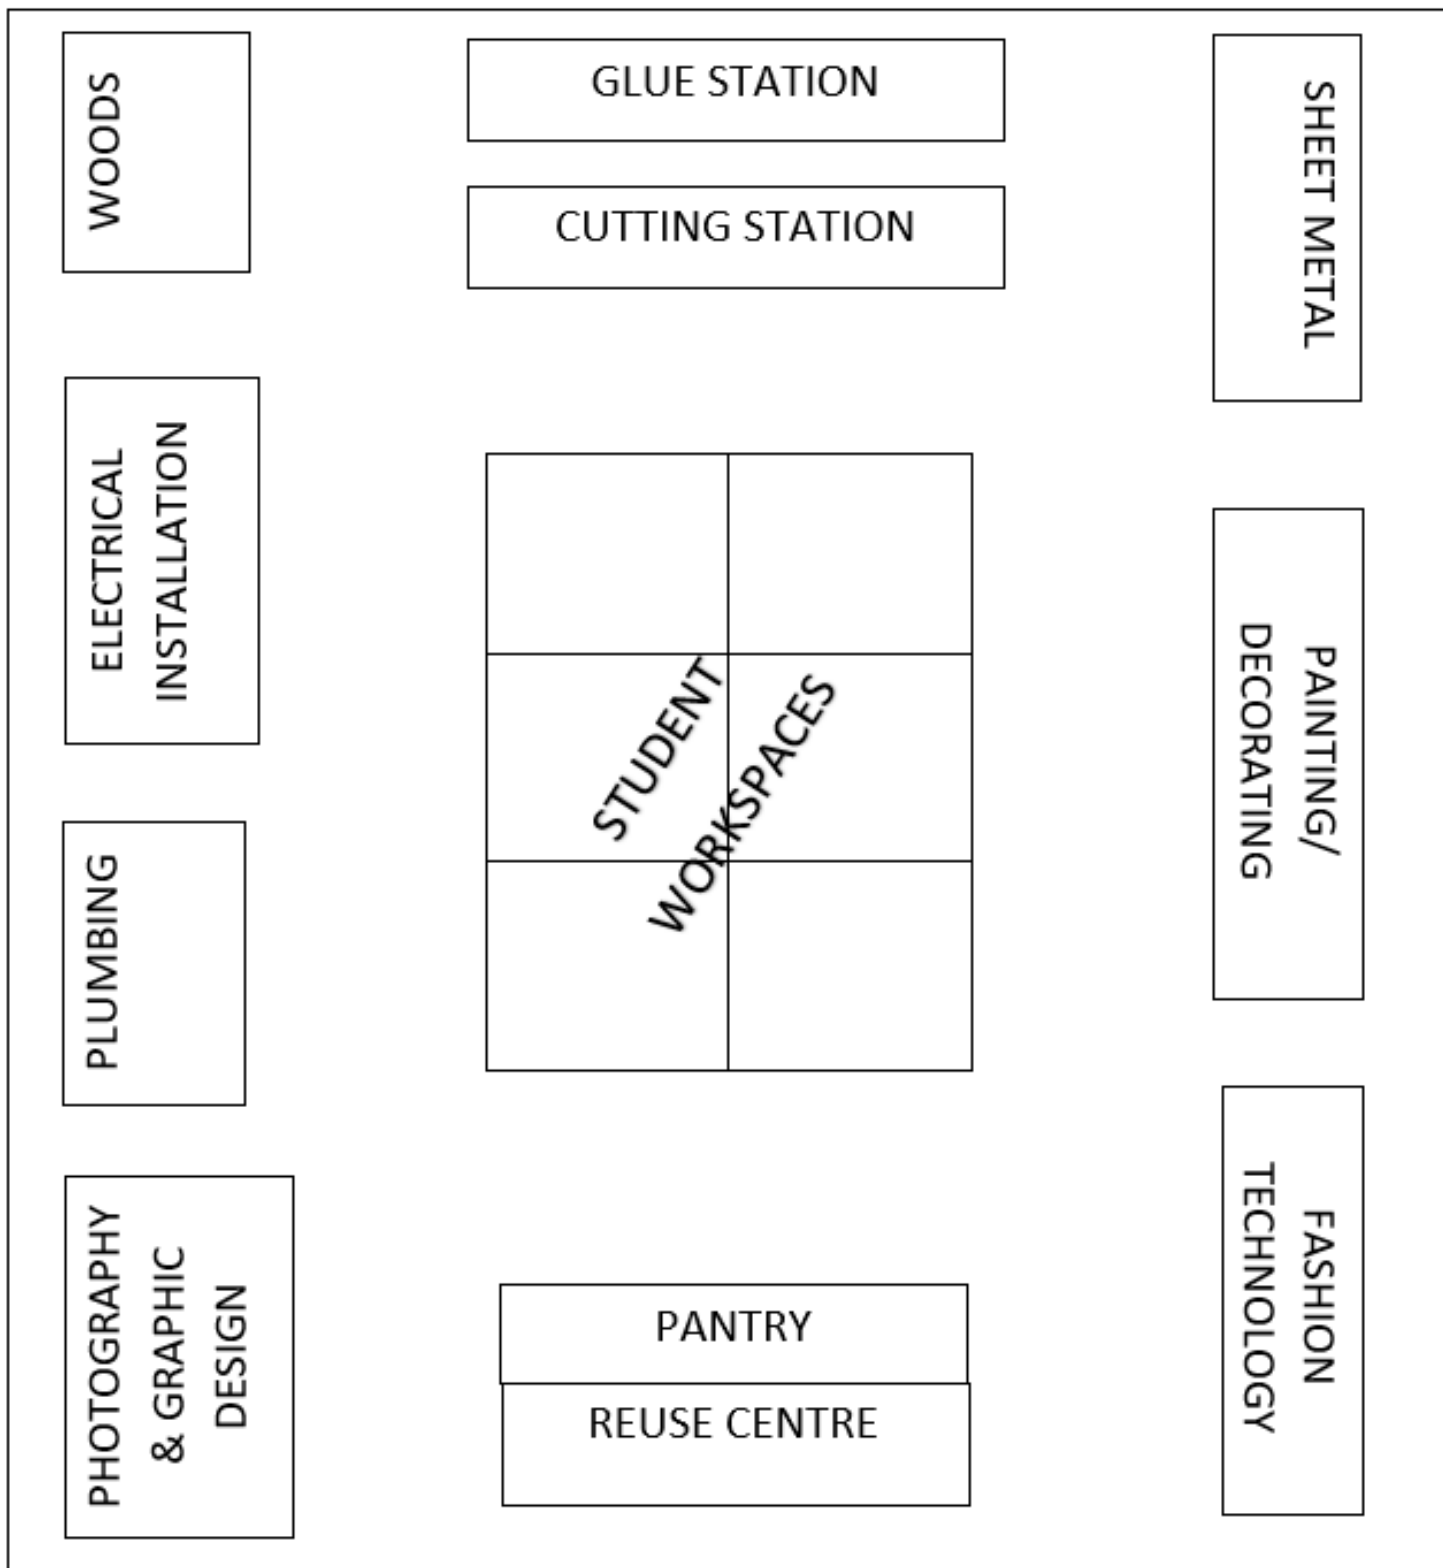 WOODS
GLUE STATION
CUTTING STATION
SHEET METAL
ELECTRICAL
INSTALLATION
STUDENT
WORKSPACES
PAINTING/
DECORATING
PLUMBING
PHOTOGRAPHY
& GRAPHIC
DESIGN
PANTRY
REUSE CENTRE
FASHION
TECHNOLOGY